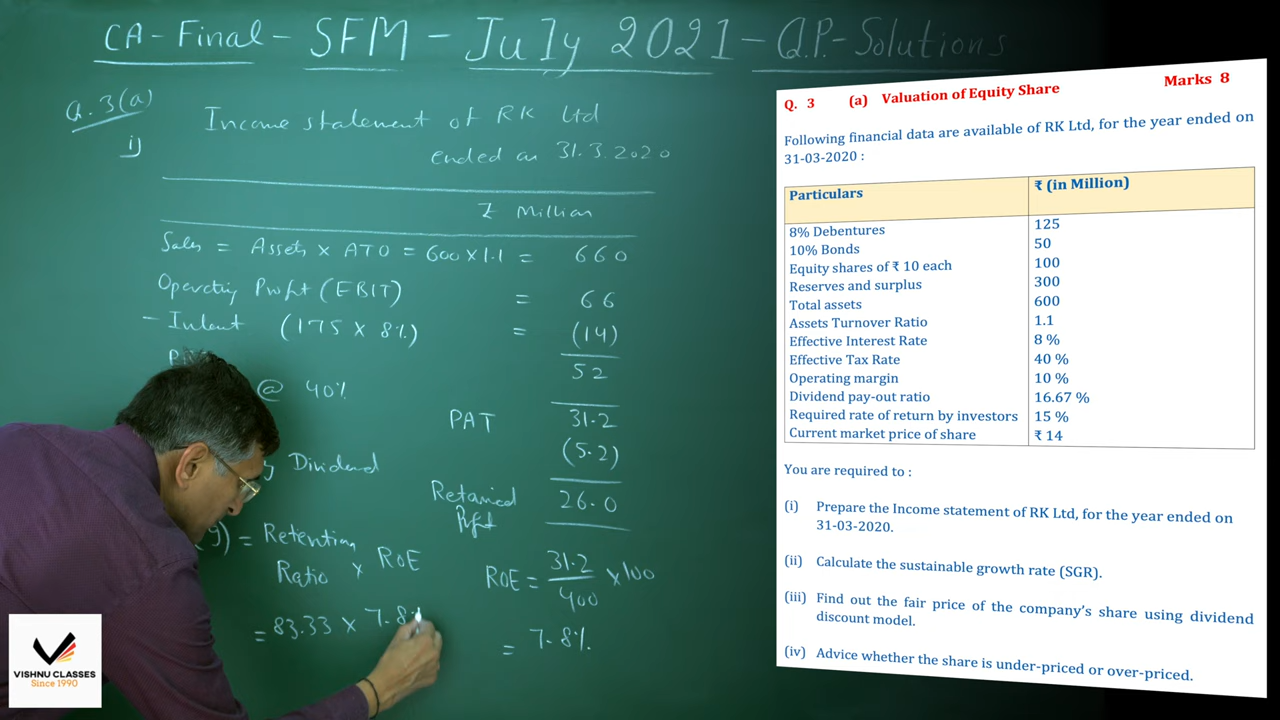 CA-Final - SFM - July 2021 - Q.P.-Solutions
Q.3(a)
i)
Income statement of RK Ltd
ended on 31.3.2020
₹ Million
Sales = Assets x ATO = 600 x 1.1 = 660
Operating Profit (EBIT) = 66
- Interest (175 x 8%) = (14)
52
@ 40%
PAT 31.2
Dividend (5.2)
Retained Profit 26.0
g) = Retention Ratio x ROE
= 83.33 x 7.8%
ROE = 31.2/400 x 100
= 7.8%
VISHNU CLASSES
Since 1990
Q. 3 (a) Valuation of Equity Share Marks 8
Following financial data are available of RK Ltd, for the year ended on
31-03-2020 :
Particulars ₹ (in Million)
8% Debentures 125
10% Bonds 50
Equity shares of ₹ 10 each 100
Reserves and surplus 300
Total assets 600
Assets Turnover Ratio 1.1
Effective Interest Rate 8 %
Effective Tax Rate 40 %
Operating margin 10 %
Dividend pay-out ratio 16.67 %
Required rate of return by investors 15 %
Current market price of share ₹ 14
You are required to :
(i) Prepare the Income statement of RK Ltd, for the year ended on
31-03-2020.
(ii) Calculate the sustainable growth rate (SGR).
(iii) Find out the fair price of the company's share using dividend
discount model.
(iv) Advice whether the share is under-priced or over-priced.